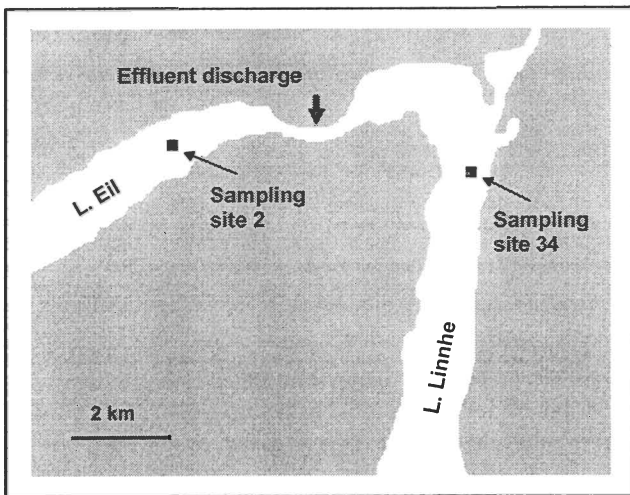 Effluent discharge
L. Eil
Sampling
site 2
Sampling
site 34
L. Linnhe
2 km